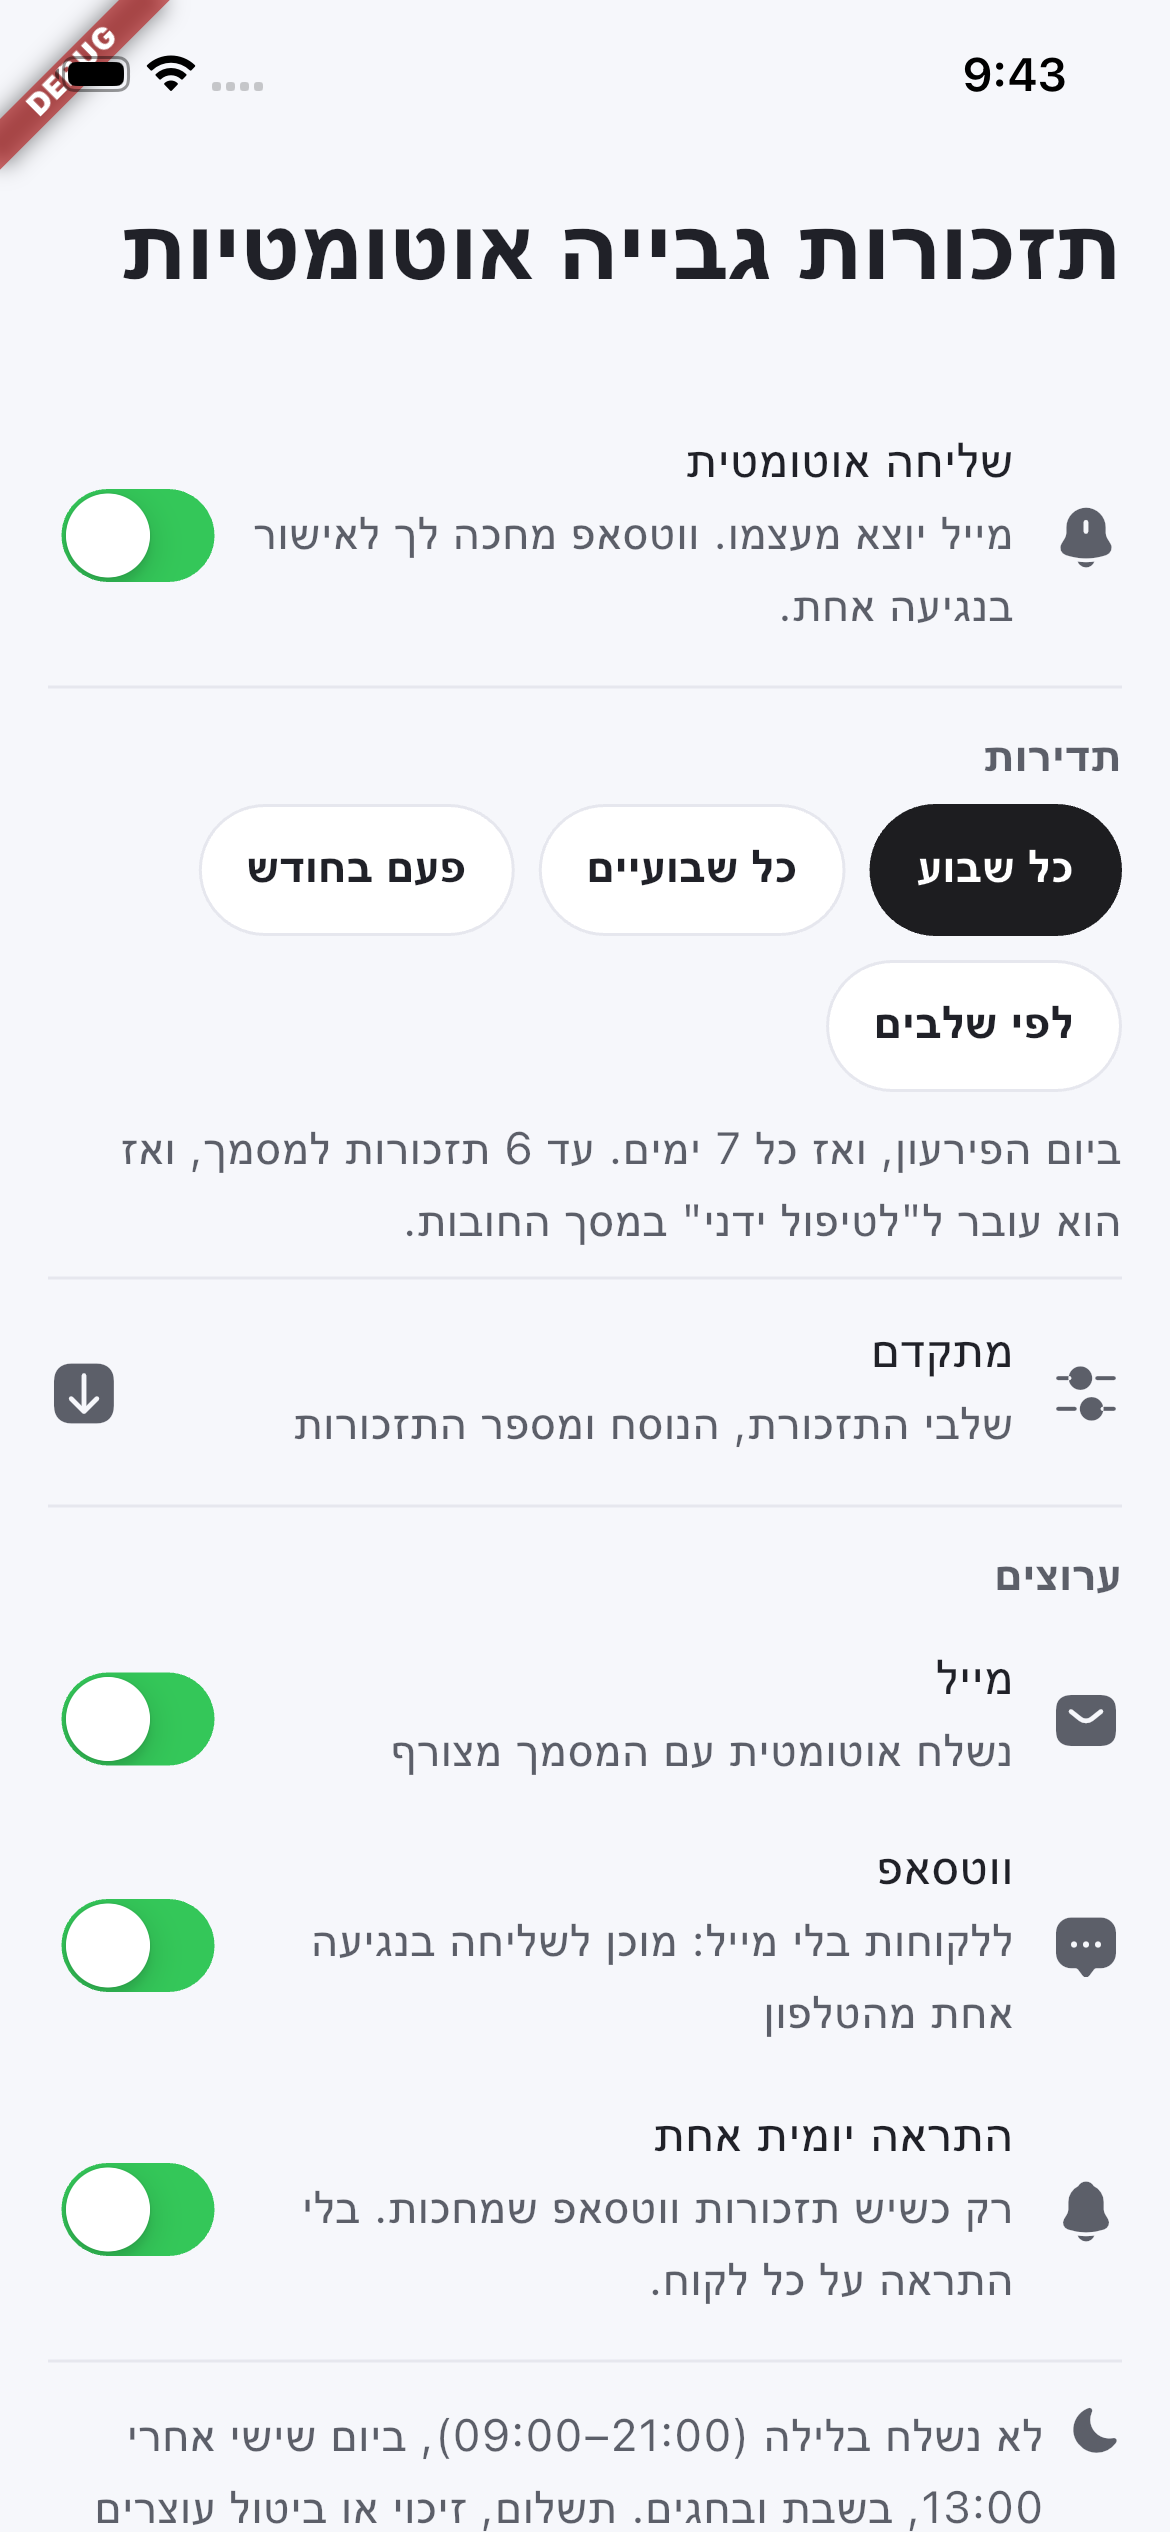 DEBUG
9:43
תזכורות גבייה אוטומטיות
שליחה אוטומטית
מייל יוצא מעצמו. ווטסאפ מחכה לך לאישור
בנגיעה אחת.
תדירות
כל שבוע
כל שבועיים
פעם בחודש
לפי שלבים
ביום הפירעון, ואז כל 7 ימים. עד 6 תזכורות למסמך, ואז
הוא עובר ל"לטיפול ידני" במסך החובות.
מתקדם
שלבי התזכורת, הנוסח ומספר התזכורות
ערוצים
מייל
נשלח אוטומטית עם המסמך מצורף
ווטסאפ
ללקוחות בלי מייל: מוכן לשליחה בנגיעה
אחת מהטלפון
התראה יומית אחת
רק כשיש תזכורות ווטסאפ שמחכות. בלי
התראה על כל לקוח.
לא נשלח בלילה (21:00–09:00), ביום שישי אחרי
13:00, בשבת ובחגים. תשלום, זיכוי או ביטול עוצרים